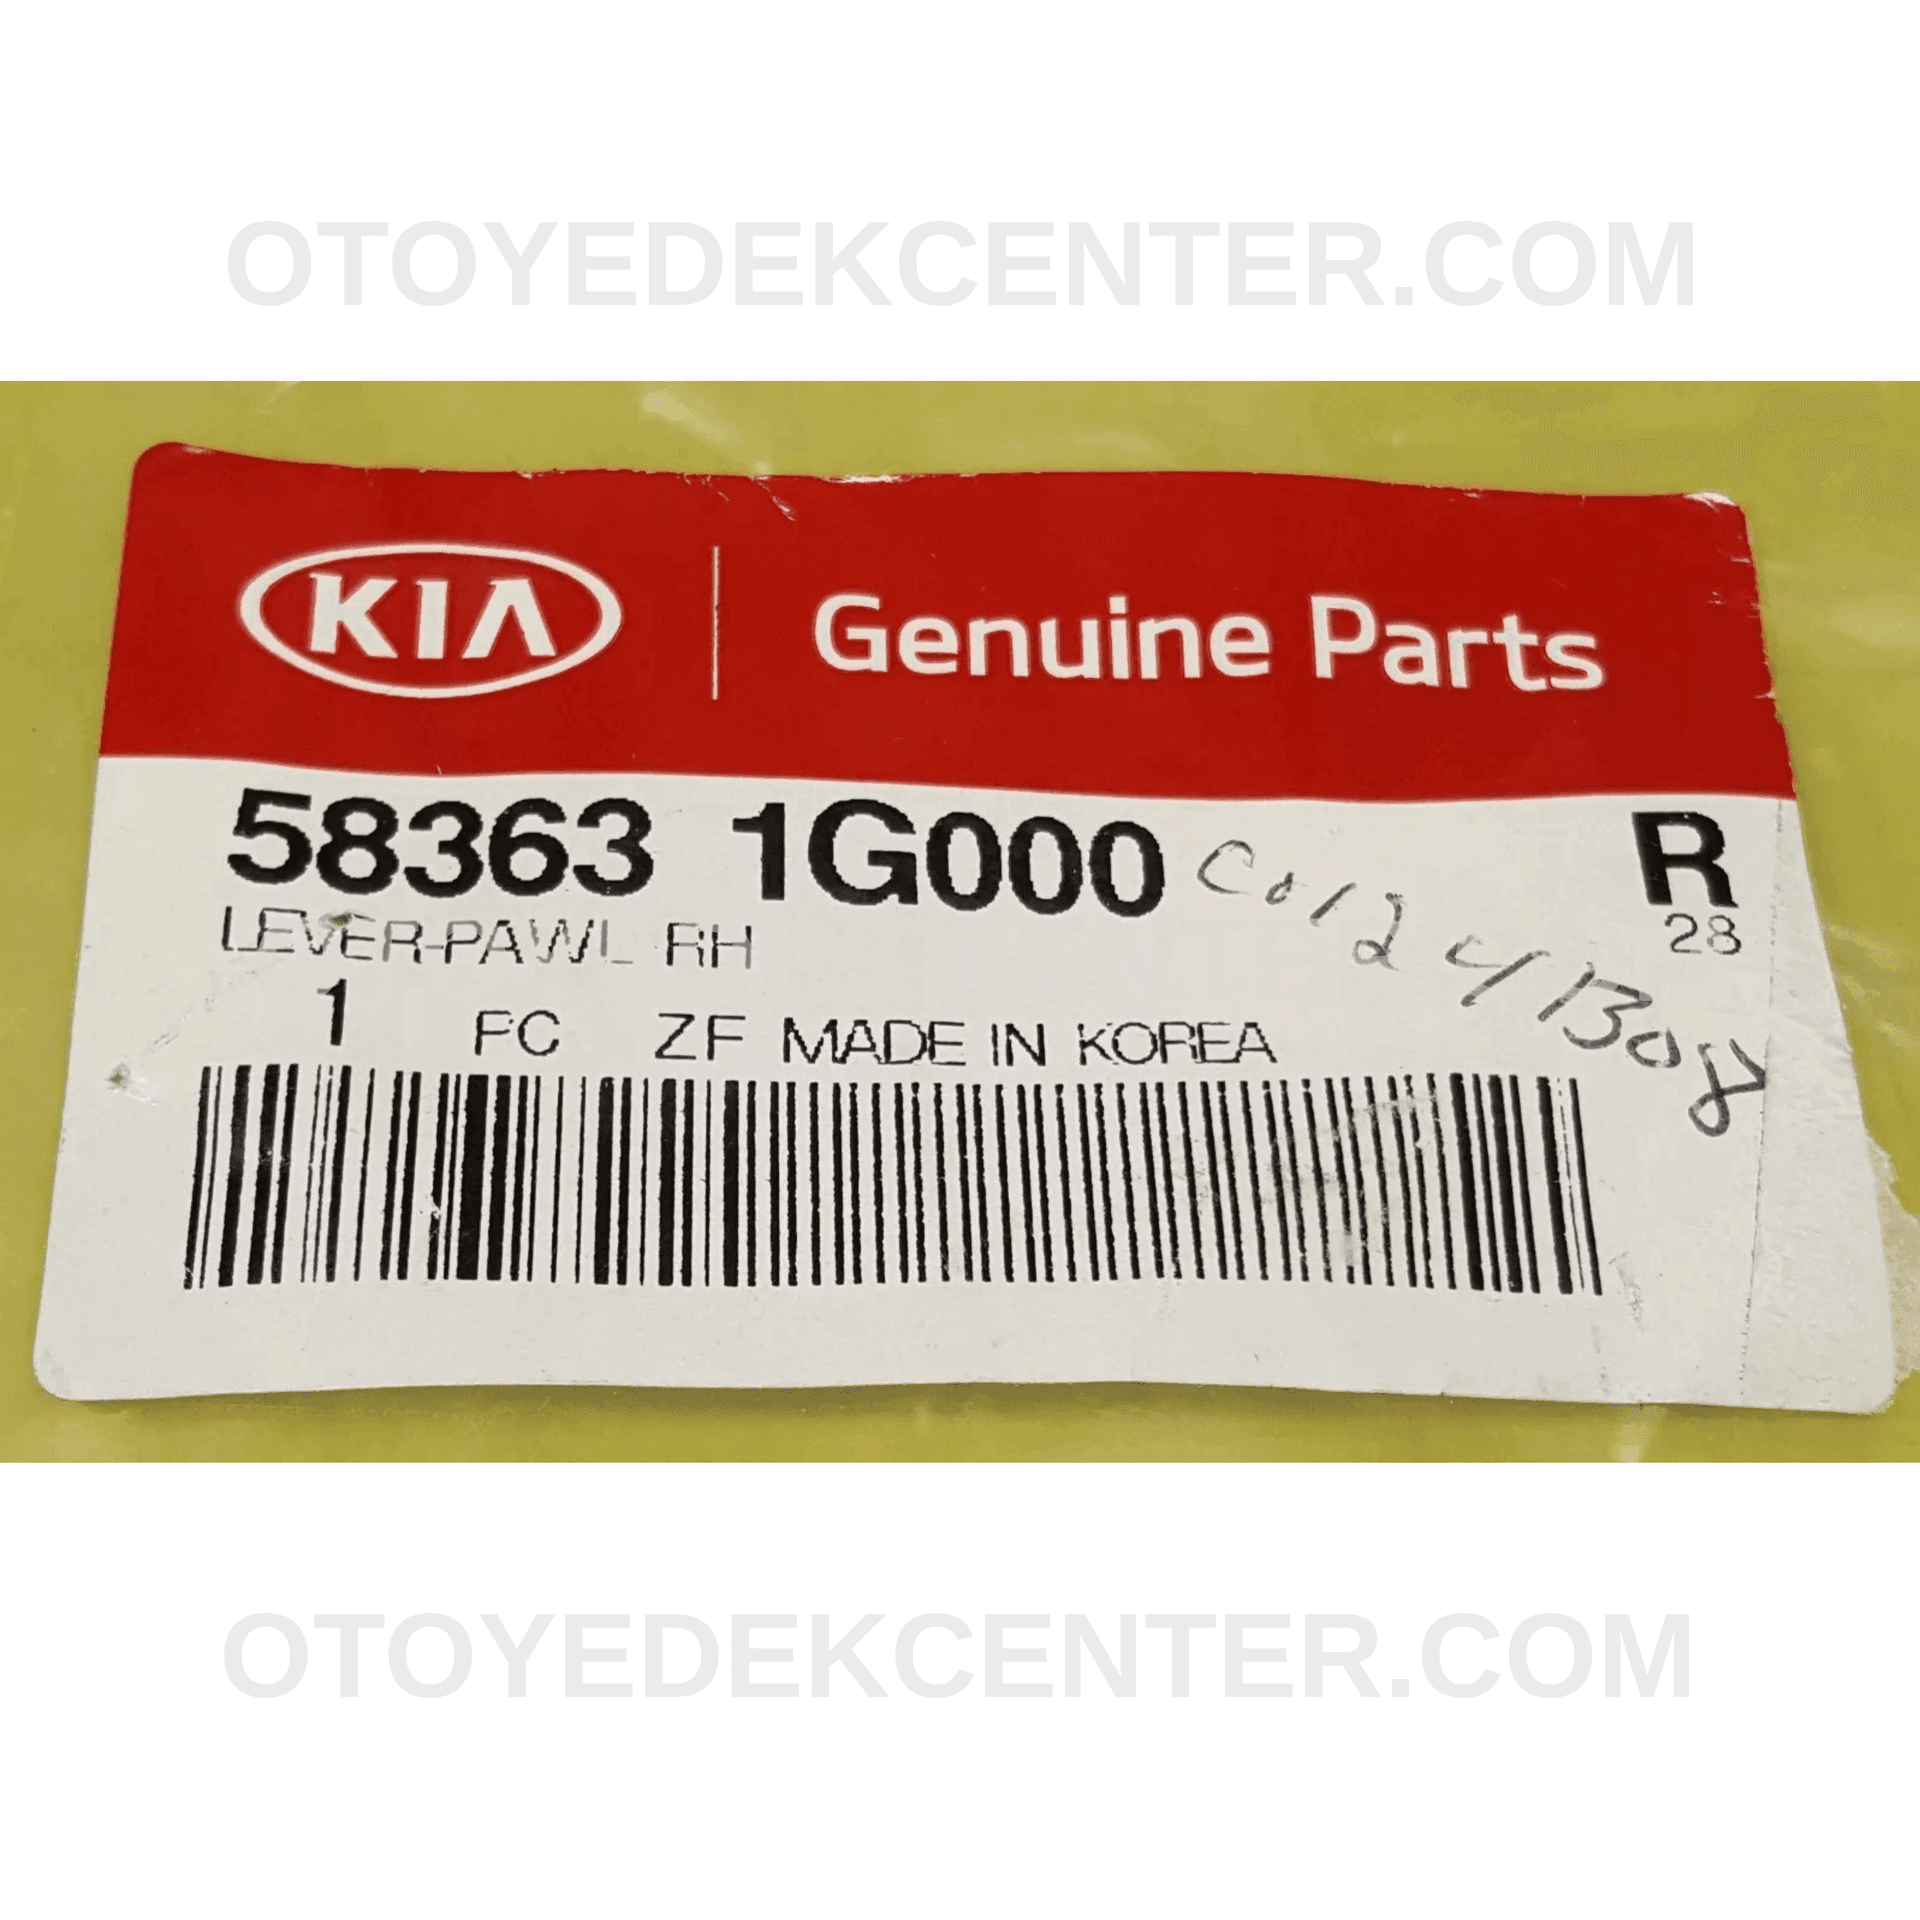 OTOYEDEKCENTER.COM
KIA Genuine Parts
58363 1G000 R
LEVER-PAWL RH 28
1 PC ZF MADE IN KOREA
OTOYEDEKCENTER.COM